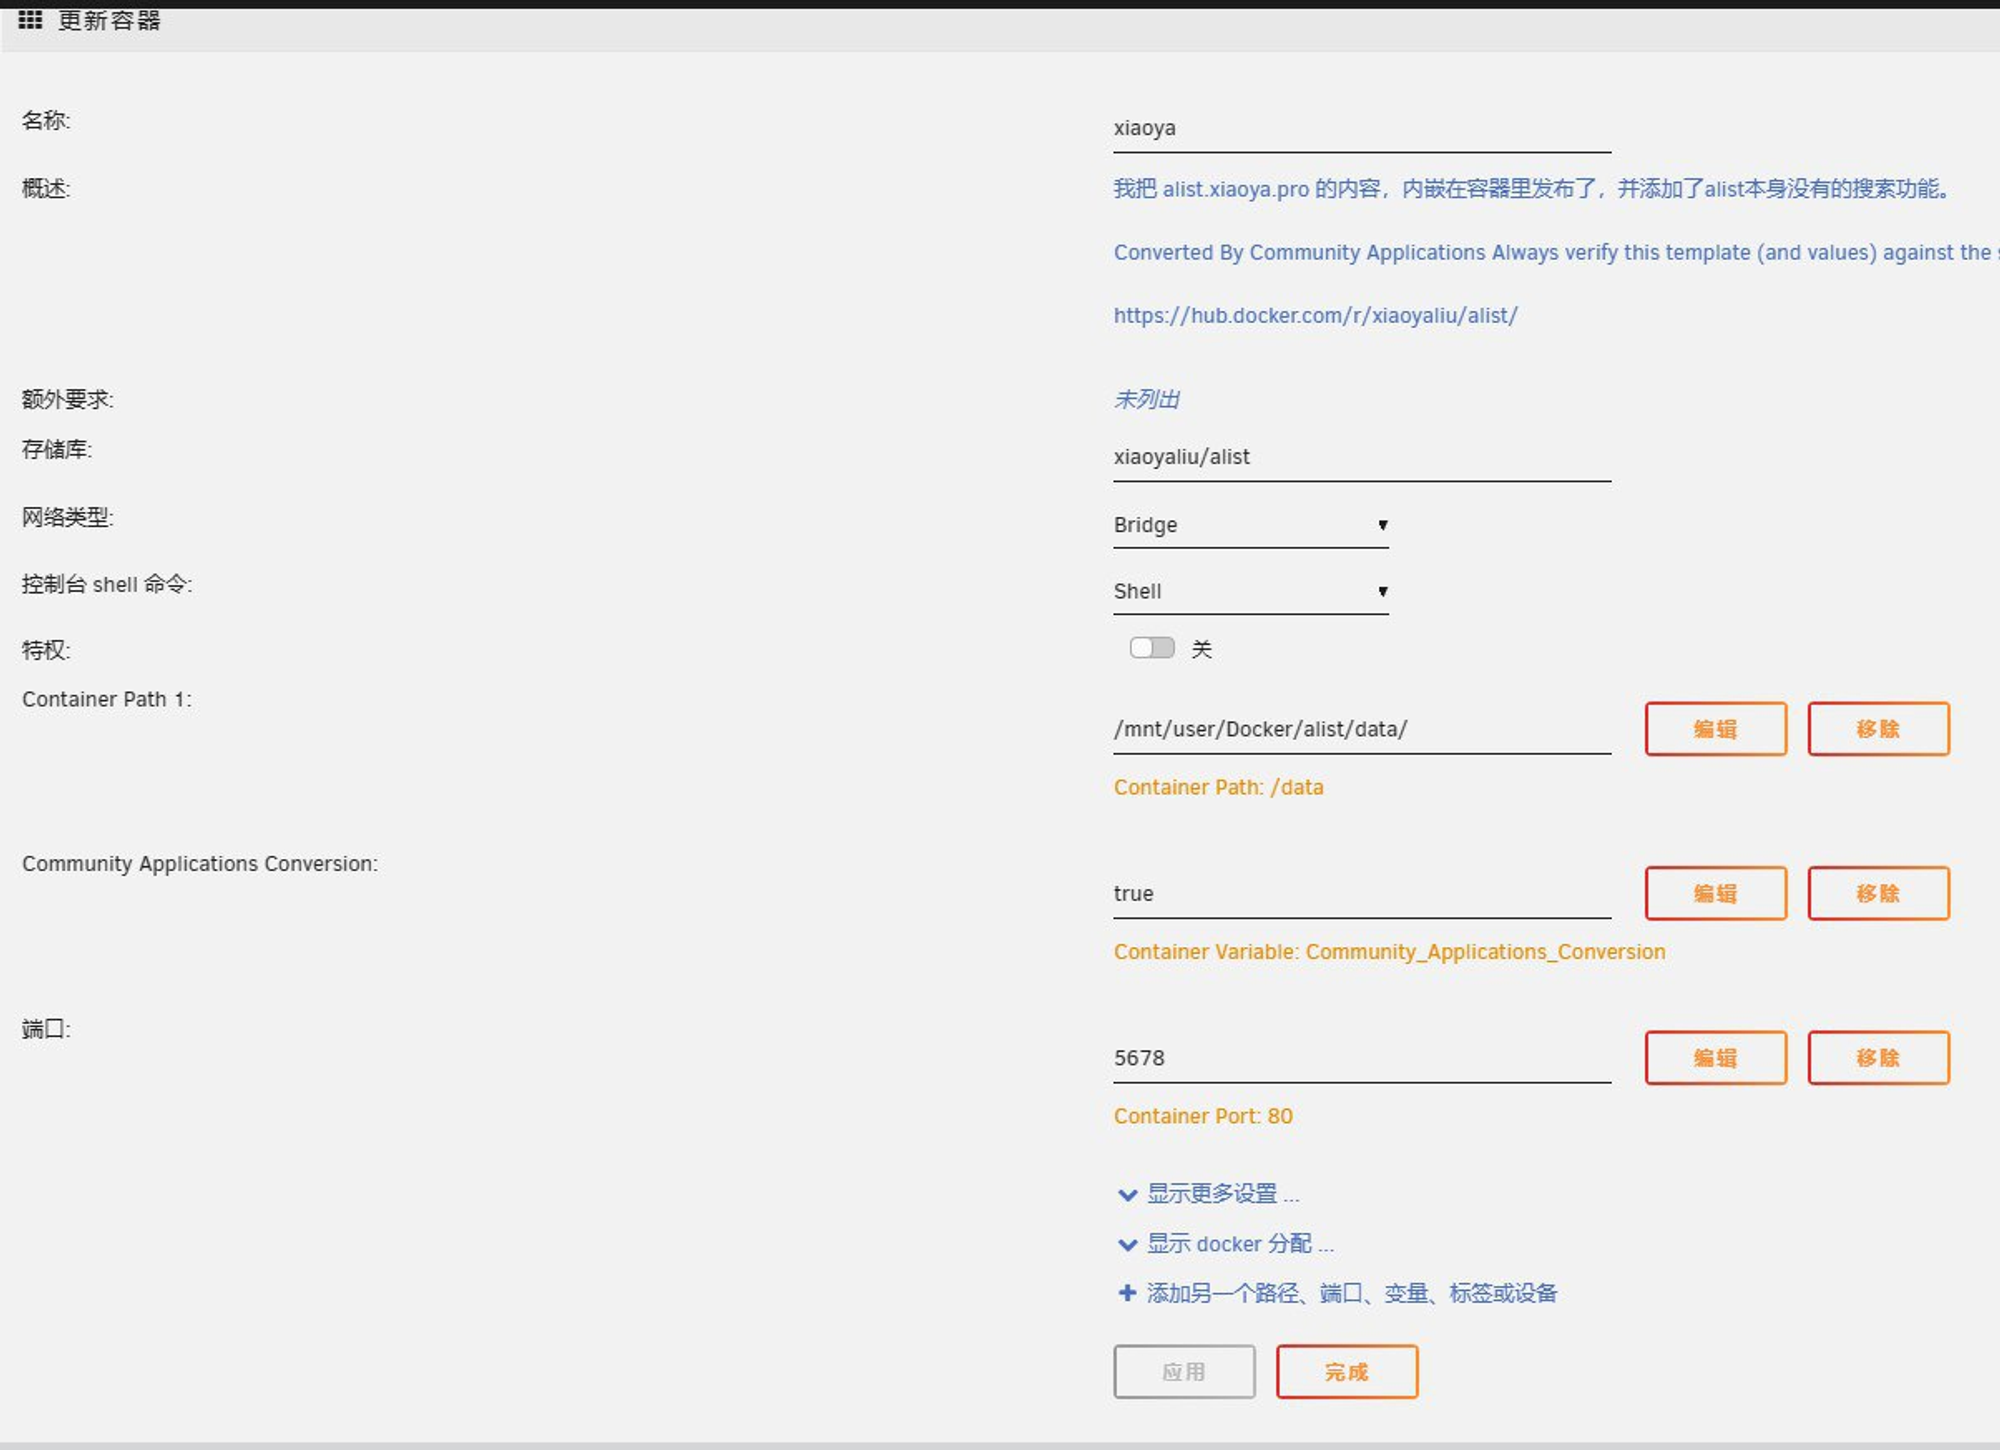 更新容器
名称:
xiaoya
概述:
我把 alist.xiaoya.pro 的内容，内嵌在容器里发布了，并添加了alist本身没有的搜索功能。
Converted By Community Applications Always verify this template (and values) against the
https://hub.docker.com/r/xiaoyaliu/alist/
额外要求:
未列出
存储库:
xiaoyaliu/alist
网络类型:
Bridge
控制台 shell 命令:
Shell
特权:
关
Container Path 1:
/mnt/user/Docker/alist/data/
编辑 移除
Container Path: /data
Community Applications Conversion:
true
编辑 移除
Container Variable: Community_Applications_Conversion
端口:
5678
编辑 移除
Container Port: 80
显示更多设置 ...
显示 docker 分配 ...
添加另一个路径、端口、变量、标签或设备
应用 完成